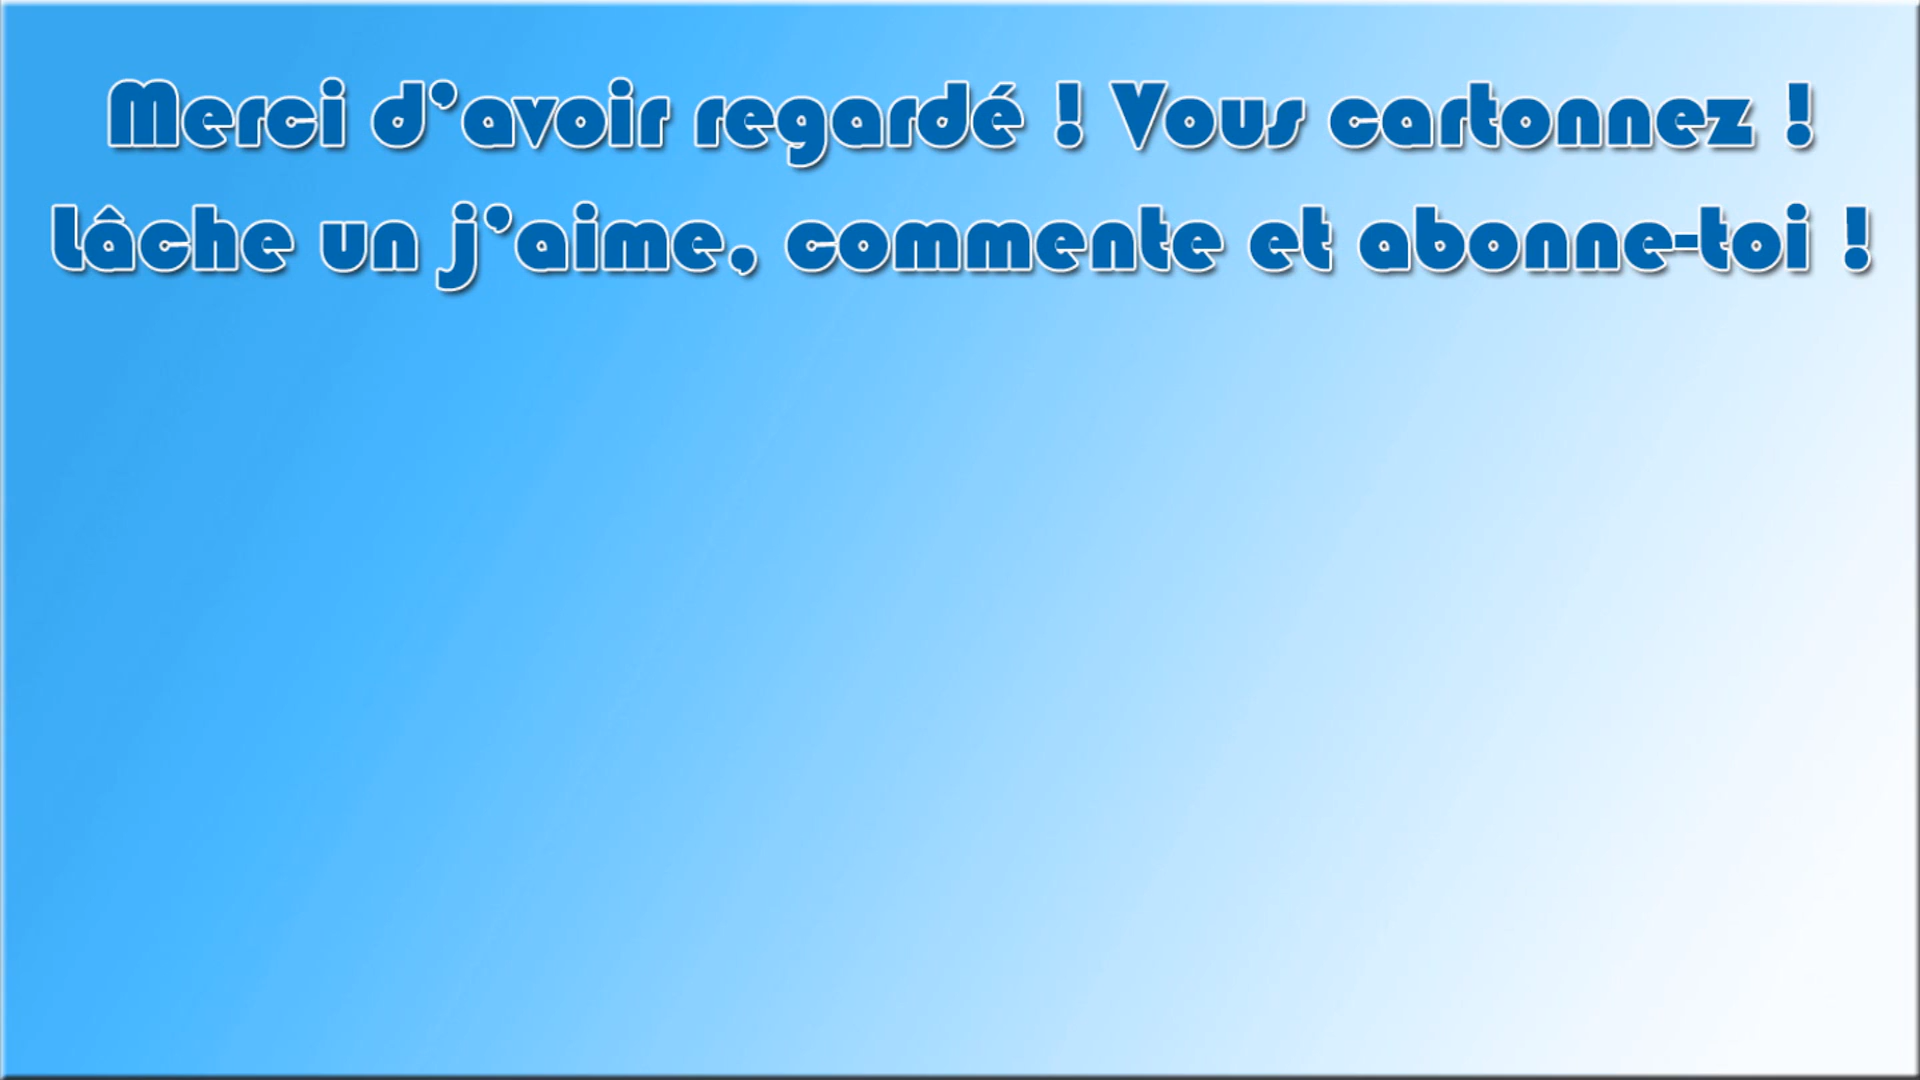 Merci d’avoir regardé ! Vous cartonnez !
Lâche un j’aime, commente et abonne-toi !